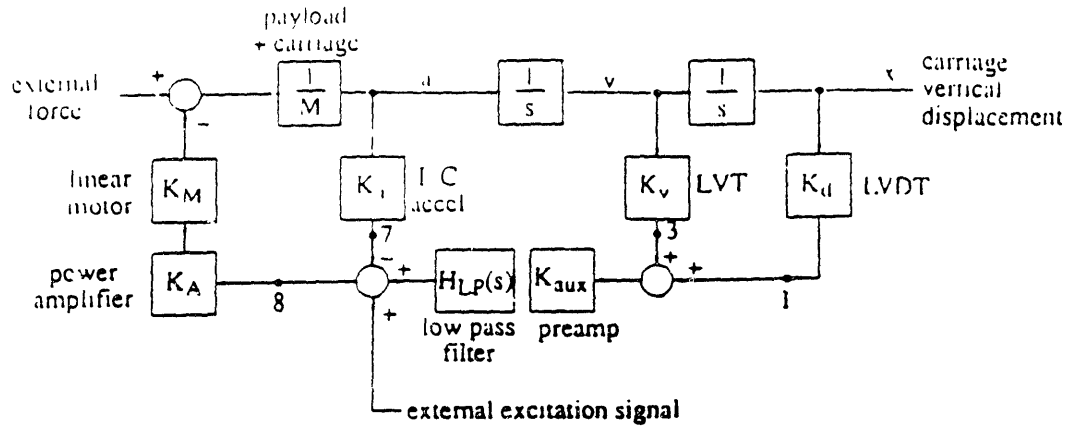 payload
+ carriage
external
force
+
−
1
M
a
1
s
v
1
s
x
carriage
vertical
displacement
linear
motor
K_M
accel
K_v
LVT
K_d
LVDT
7
−
3
+
+
power
amplifier
K_A
8
+
H_LP(s)
K_aux
1
+
low pass
filter
preamp
external excitation signal